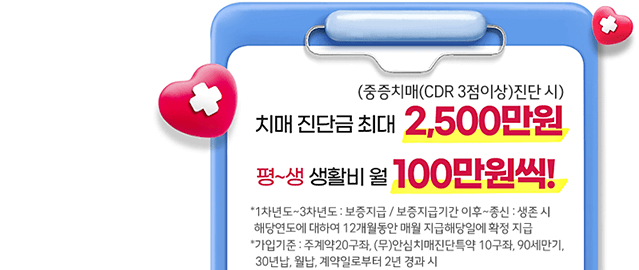 (중증치매(CDR 3점이상)진단 시)
치매 진단금 최대 2,500만원
평~생 생활비 월 100만원씩!
*1차년도~3차년도 : 보증지급 / 보증지급기간 이후~종신 : 생존 시
해당연도에 대하여 12개월동안 매월 지급해당일에 확정 지급
*가입기준 : 주계약20구좌, (무)안심치매진단특약 10구좌, 90세만기,
30년납, 월납, 계약일로부터 2년 경과 시